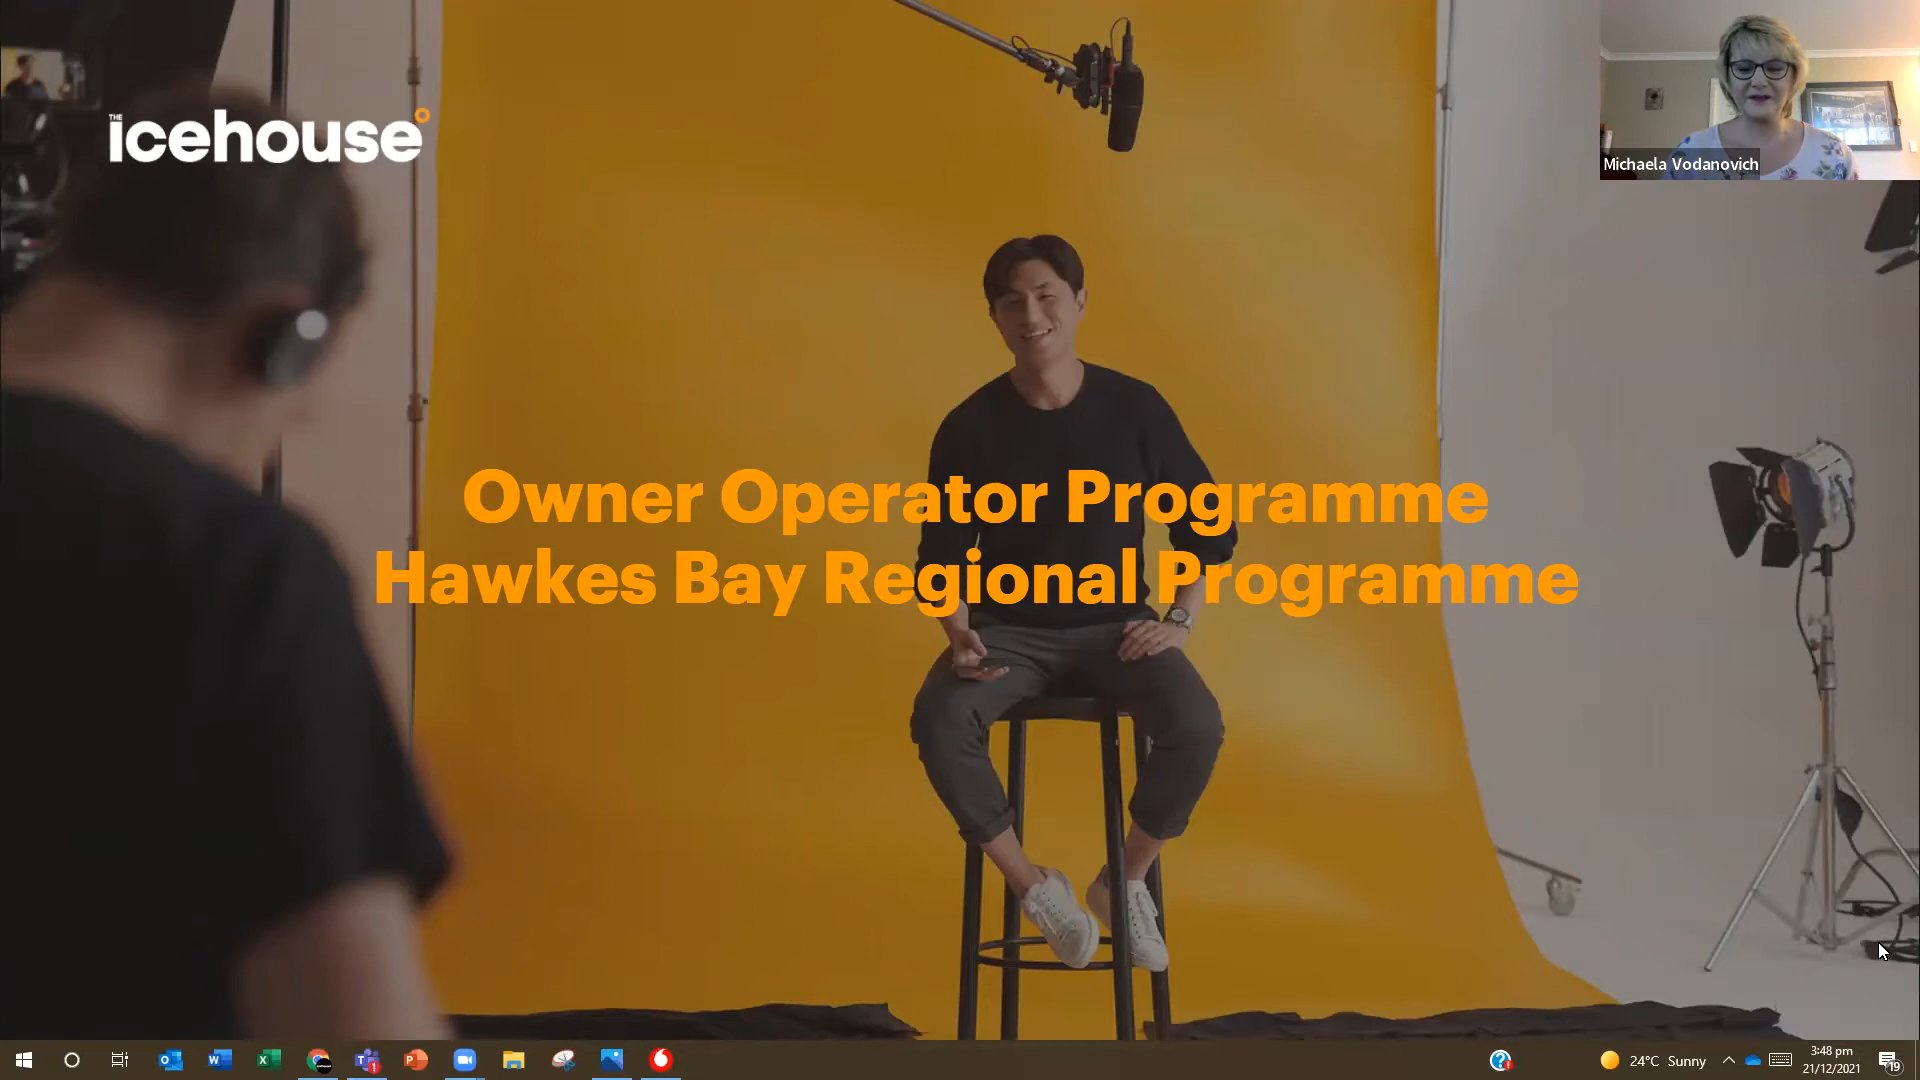 THE
icehouse
Michaela Vodanovich
Owner Operator Programme
Hawkes Bay Regional Programme
24°C Sunny
3:48 pm
21/12/2021
19
1